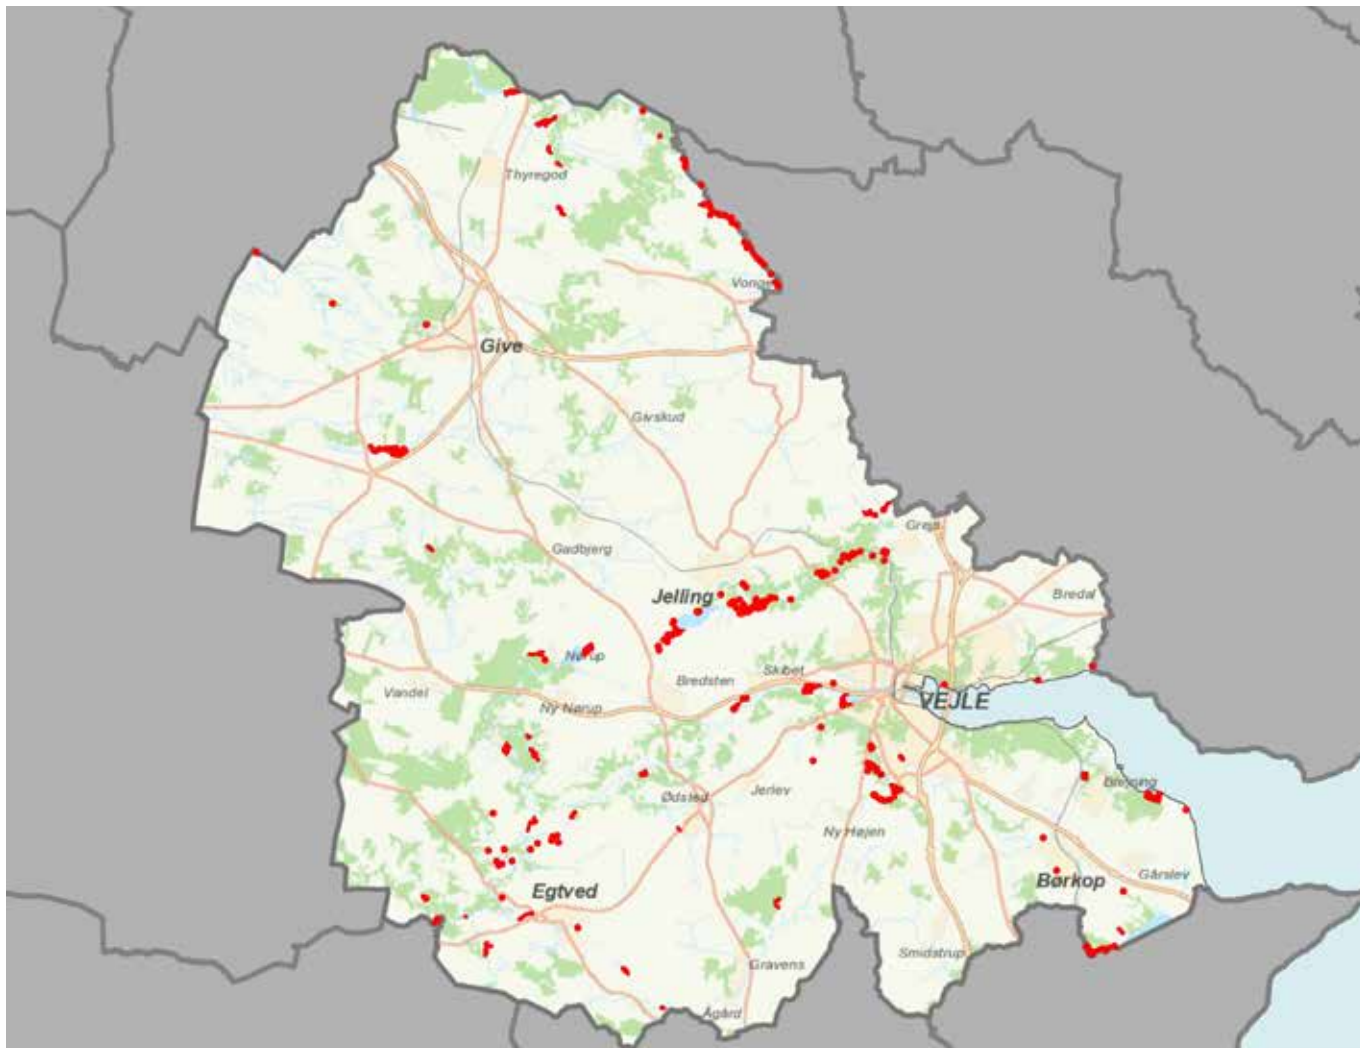 Thyregod
Vonge
Give
Givskud
Grejs
Gadbjerg
Jelling
Bredal
Nørup
Skibet
Bredsten
Vandel
VEJLE
Ny Nørup
Brejning
Jerlev
Ødsted
Ny Højen
Gårslev
Børkop
Egtved
Smidstrup
Gravens
Ågård